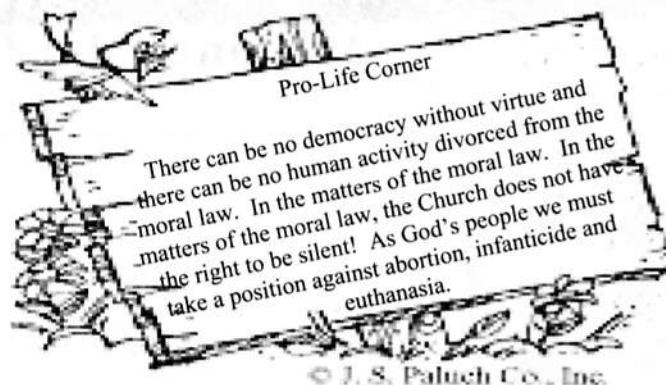 Pro-Life Corner
There can be no democracy without virtue and
there can be no human activity divorced from the
moral law.  In the matters of the moral law.  In the
matters of the moral law, the Church does not have
the right to be silent!  As God's people we must
take a position against abortion, infanticide and
euthanasia.
© J. S. Paluch Co., Inc.